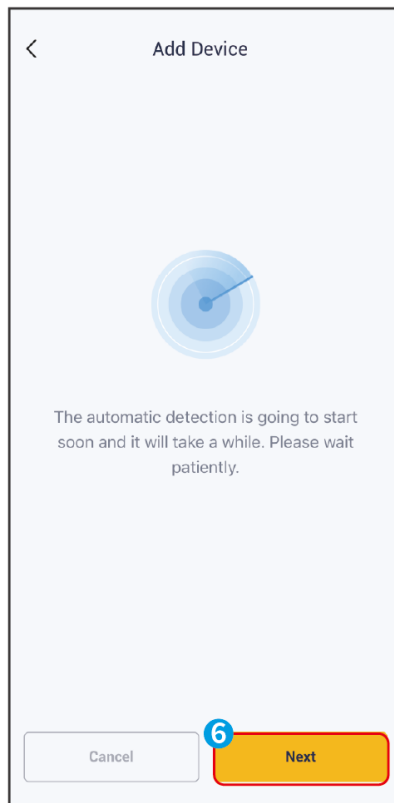 Add Device
The automatic detection is going to start
soon and it will take a while. Please wait
patiently.
6
Cancel
Next